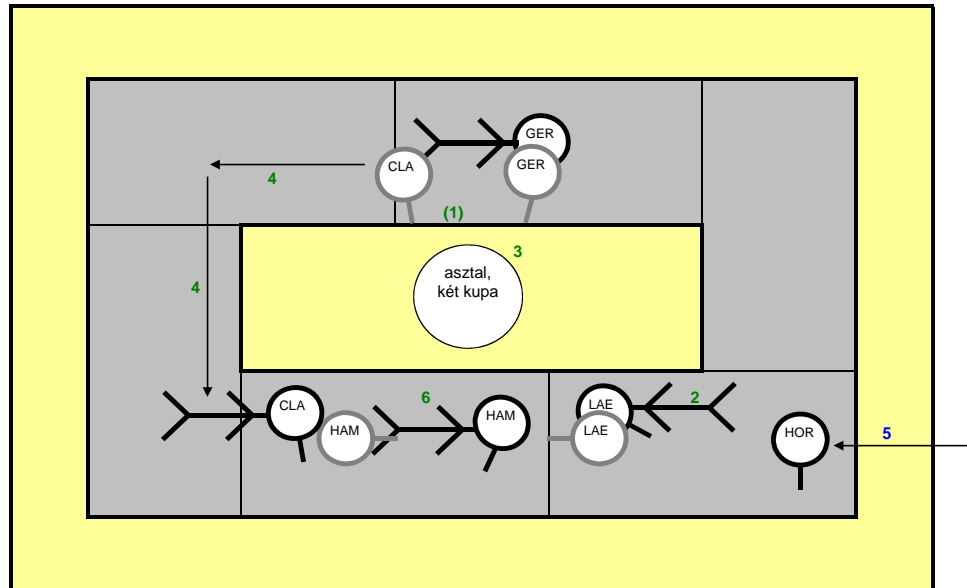 GER
CLA
GER
4
(1)
3
asztal,
két kupa
4
CLA
HAM
6
HAM
LAE
LAE
2
HOR
5